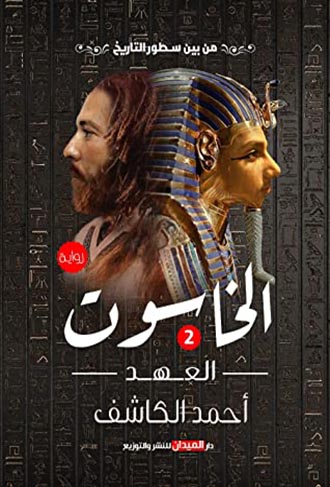 من بين سطور التاريخ
رواية
الخاسوت
2
العهد
أحمد الكاشف
دار الميدان للنشر والتوزيع